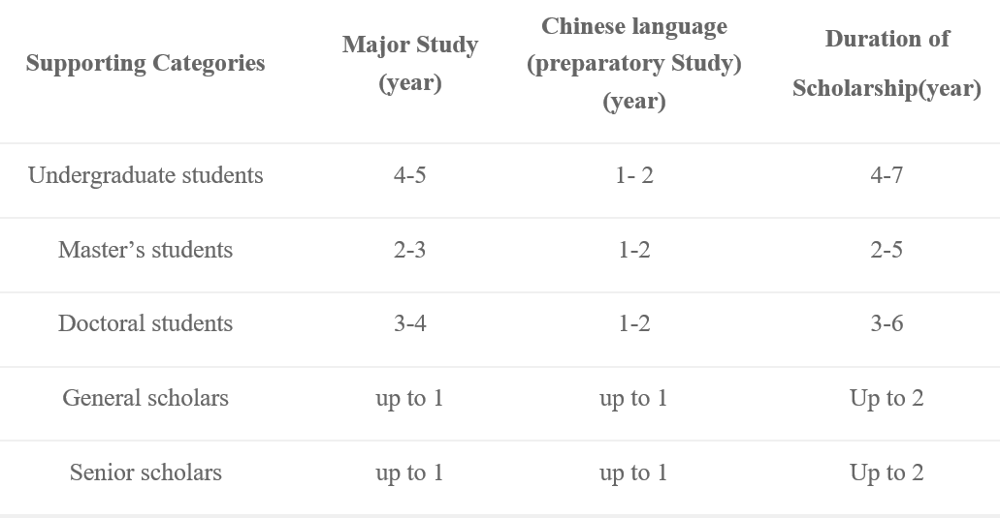 Supporting Categories
Major Study
(year)
Chinese language
(preparatory Study)
(year)
Duration of
Scholarship(year)
Undergraduate students 4-5 1- 2 4-7
Master’s students 2-3 1-2 2-5
Doctoral students 3-4 1-2 3-6
General scholars up to 1 up to 1 Up to 2
Senior scholars up to 1 up to 1 Up to 2